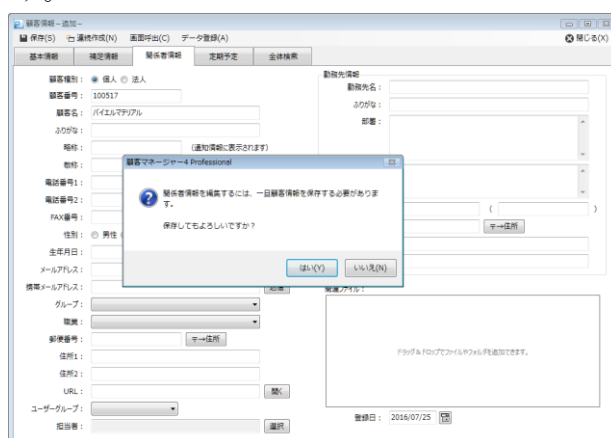 顧客情報－追加－
保存(S) 連続作成(N) 画面呼出(C) データ登録(A) 閉じる(X)
基本情報 補足情報 関係者情報 定期予定 全体検索
顧客種別： 個人 法人
顧客番号： 100517
顧客名： バイエルマテリアル
ふりがな：
略称： (通知情報に表示されます)
敬称：
電話番号1：
電話番号2：
FAX番号：
性別： 男性
生年月日：
メールアドレス：
携帯メールアドレス：
グループ：
職業：
郵便番号： 〒→住所
住所1：
住所2：
URL： 開く
ユーザーグループ：
担当者： 選択
勤務先情報
勤務先名：
ふりがな：
部署：
( )
〒→住所
顧客マネージャー4 Professional
関係者情報を編集するには、一旦顧客情報を保存する必要がありま
す。
保存してもよろしいですか？
はい(Y) いいえ(N)
関連ファイル：
ドラッグ＆ドロップでファイルやフォルダを追加できます。
登録日： 2016/07/25